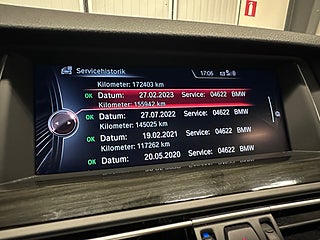 Servicehistorik
17:06
Kilometer: 172403 km
OK Datum: 27.02.2023 Service: 04622 BMW
Kilometer: 155942 km
OK Datum: 27.07.2022 Service: 04622 BMW
Kilometer: 145025 km
OK Datum: 19.02.2021 Service: 04622 BMW
Kilometer: 117262 km
OK Datum: 20.05.2020 Service: 04622 BMW